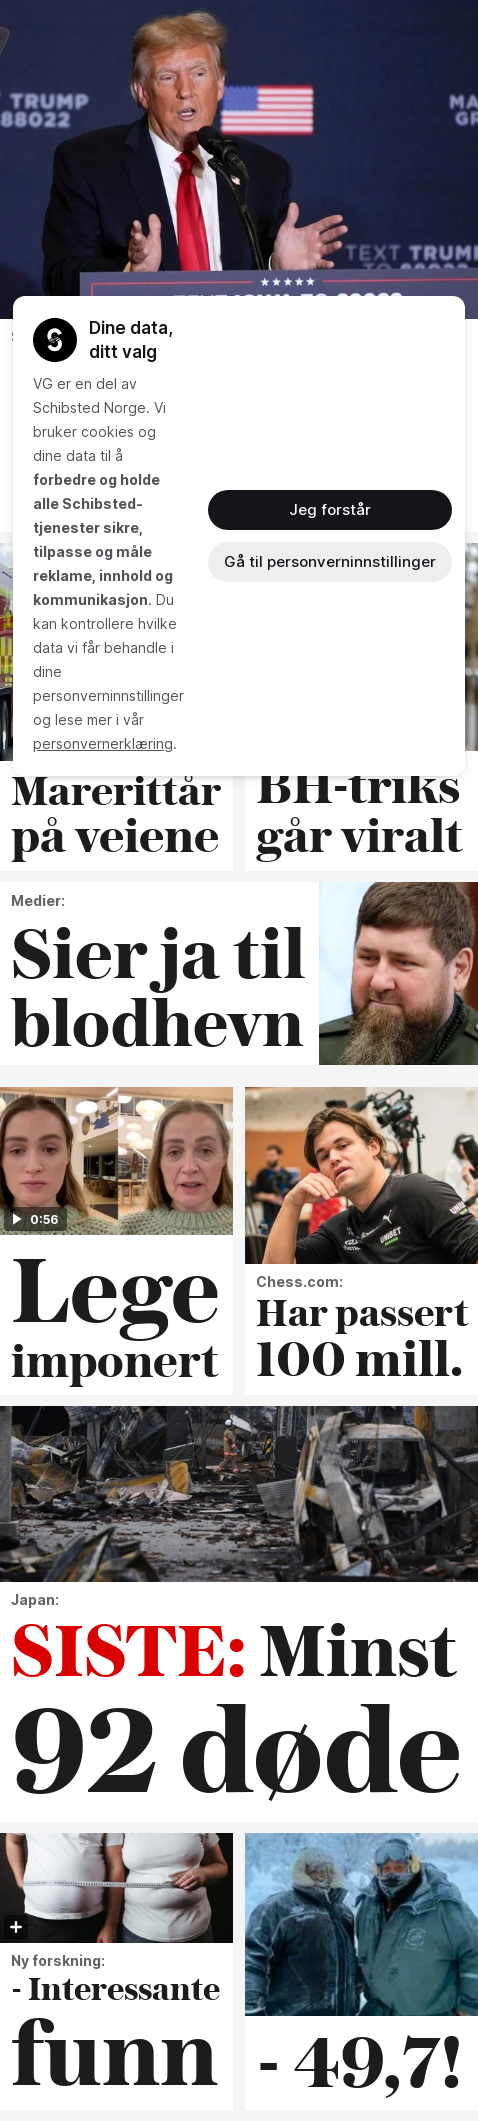 TEXT TRUMP
88022
TEXT TRUMP
TO 88022
Dine data,
ditt valg
VG er en del av
Schibsted Norge. Vi
bruker cookies og
dine data til å
forbedre og holde
alle Schibsted-
tjenester sikre,
tilpasse og måle
reklame, innhold og
kommunikasjon. Du
kan kontrollere hvilke
data vi får behandle i
dine
personverninnstillinger
og lese mer i vår
personvernerklæring.
Jeg forstår
Gå til personverninnstillinger
Marerittår
på veiene
BH-triks
går viralt
Medier:
Sier ja til
blodhevn
0:56
Lege
imponert
UNIBET
Chess.com:
Har passert
100 mill.
Japan:
SISTE: Minst
92 døde
Ny forskning:
- Interessante
funn
- 49,7!